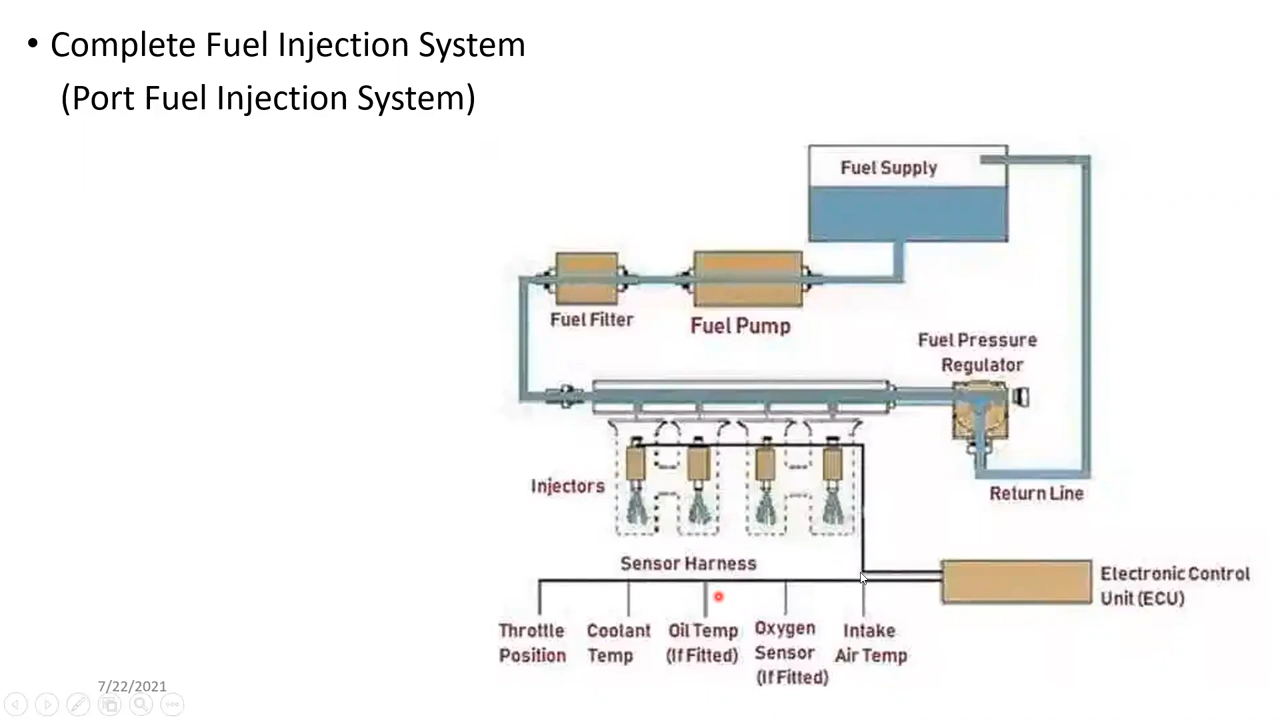 • Complete Fuel Injection System
(Port Fuel Injection System)
Fuel Supply
Fuel Filter
Fuel Pump
Fuel Pressure
Regulator
Injectors
Return Line
Sensor Harness
Electronic Control
Unit (ECU)
Throttle
Position
Coolant
Temp
Oil Temp
(If Fitted)
Oxygen
Sensor
(If Fitted)
Intake
Air Temp
7/22/2021